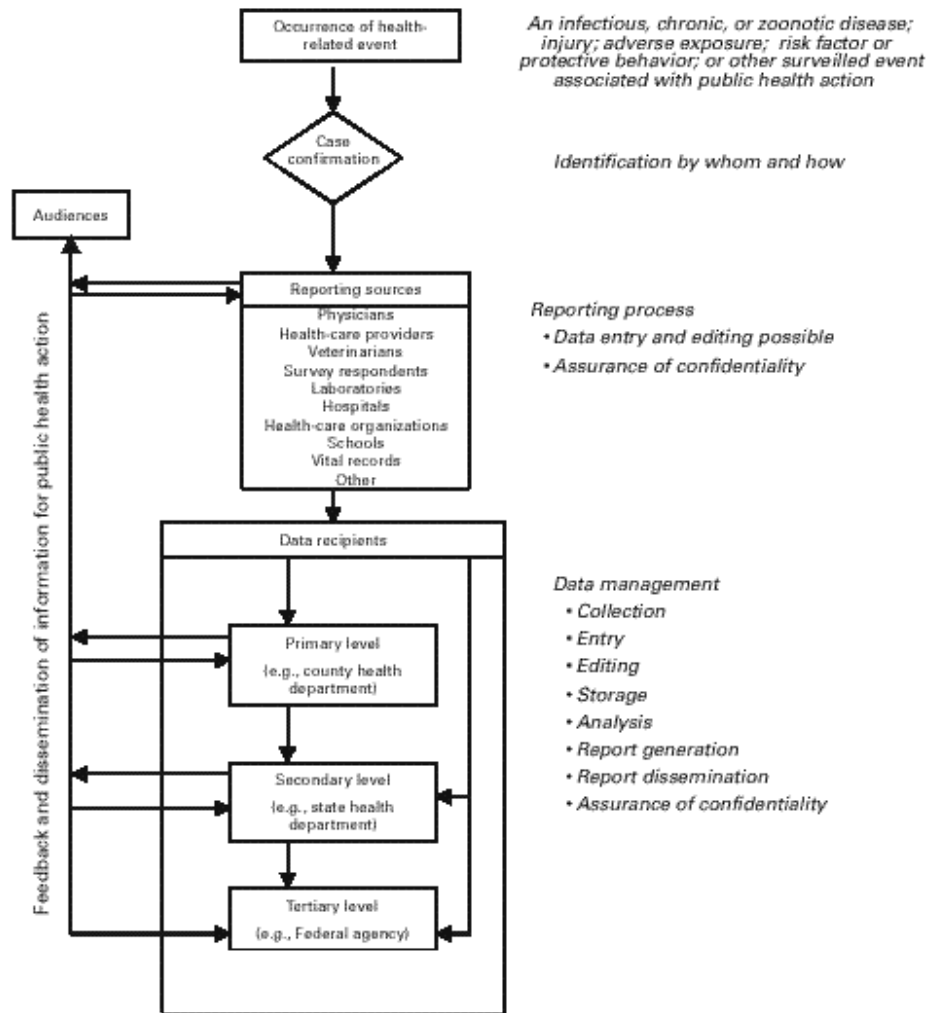 Occurrence of health-
related event
An infectious, chronic, or zoonotic disease;
injury; adverse exposure; risk factor or
protective behavior; or other surveilled event
associated with public health action
Case
confirmation
Identification by whom and how
Audiences
Reporting sources
Physicians
Health-care providers
Veterinarians
Survey respondents
Laboratories
Hospitals
Health-care organizations
Schools
Vital records
Other
Reporting process
• Data entry and editing possible
• Assurance of confidentiality
Feedback and dissemination of information for public health action
Data recipients
Primary level
(e.g., county health
department)
Secondary level
(e.g., state health
department)
Tertiary level
(e.g., Federal agency)
Data management
• Collection
• Entry
• Editing
• Storage
• Analysis
• Report generation
• Report dissemination
• Assurance of confidentiality